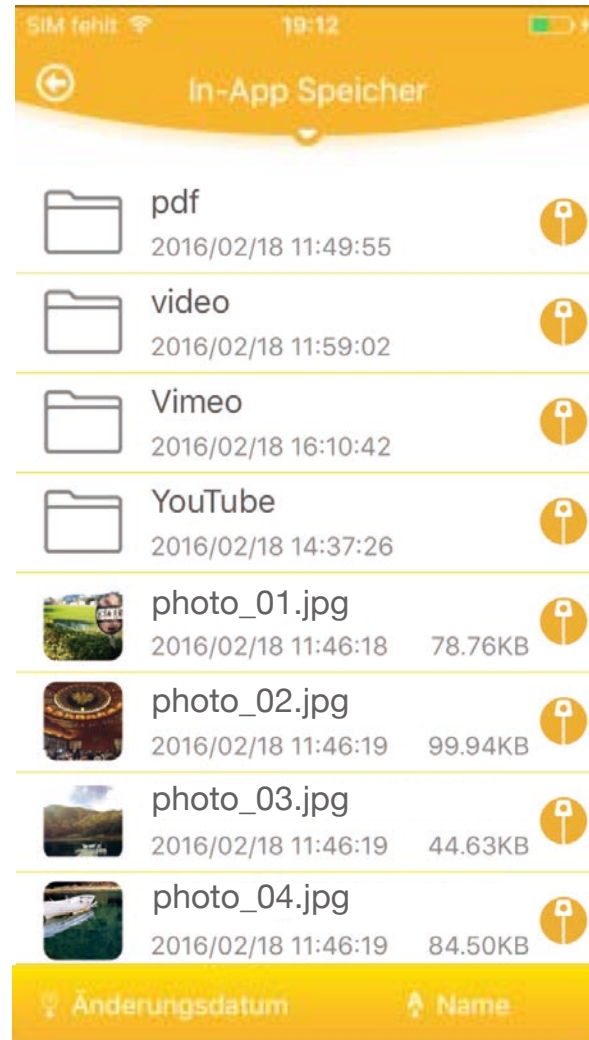 SIM fehlt 19:12
In-App Speicher
pdf
2016/02/18 11:49:55
video
2016/02/18 11:59:02
Vimeo
2016/02/18 16:10:42
YouTube
2016/02/18 14:37:26
photo_01.jpg
2016/02/18 11:46:18 78.76KB
photo_02.jpg
2016/02/18 11:46:19 99.94KB
photo_03.jpg
2016/02/18 11:46:19 44.63KB
photo_04.jpg
2016/02/18 11:46:19 84.50KB
Änderungsdatum Name